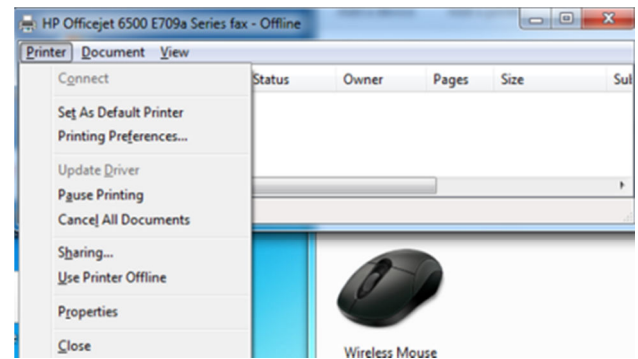 HP Officejet 6500 E709a Series fax - Offline
Printer Document View
Connect
Set As Default Printer
Printing Preferences...
Update Driver
Pause Printing
Cancel All Documents
Sharing...
Use Printer Offline
Properties
Close
Status Owner Pages Size Sul
Wireless Mouse